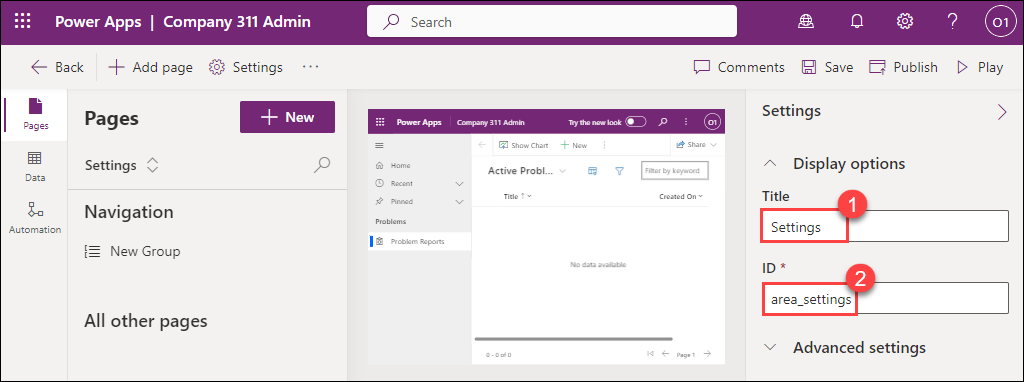 Power Apps | Company 311 Admin
Search
O1
Back
Add page
Settings
Comments
Save
Publish
Play
Pages
Data
Automation
Pages
New
Settings
Navigation
New Group
All other pages
Power Apps
Company 311 Admin
Try the new look
O1
Show Chart
New
Share
Home
Recent
Pinned
Problems
Problem Reports
Active Probl...
Filter by keyword
Title
Created On
No data available
0 - 0 of 0
Page 1
Settings
Display options
Title
1
Settings
ID *
2
area_settings
Advanced settings